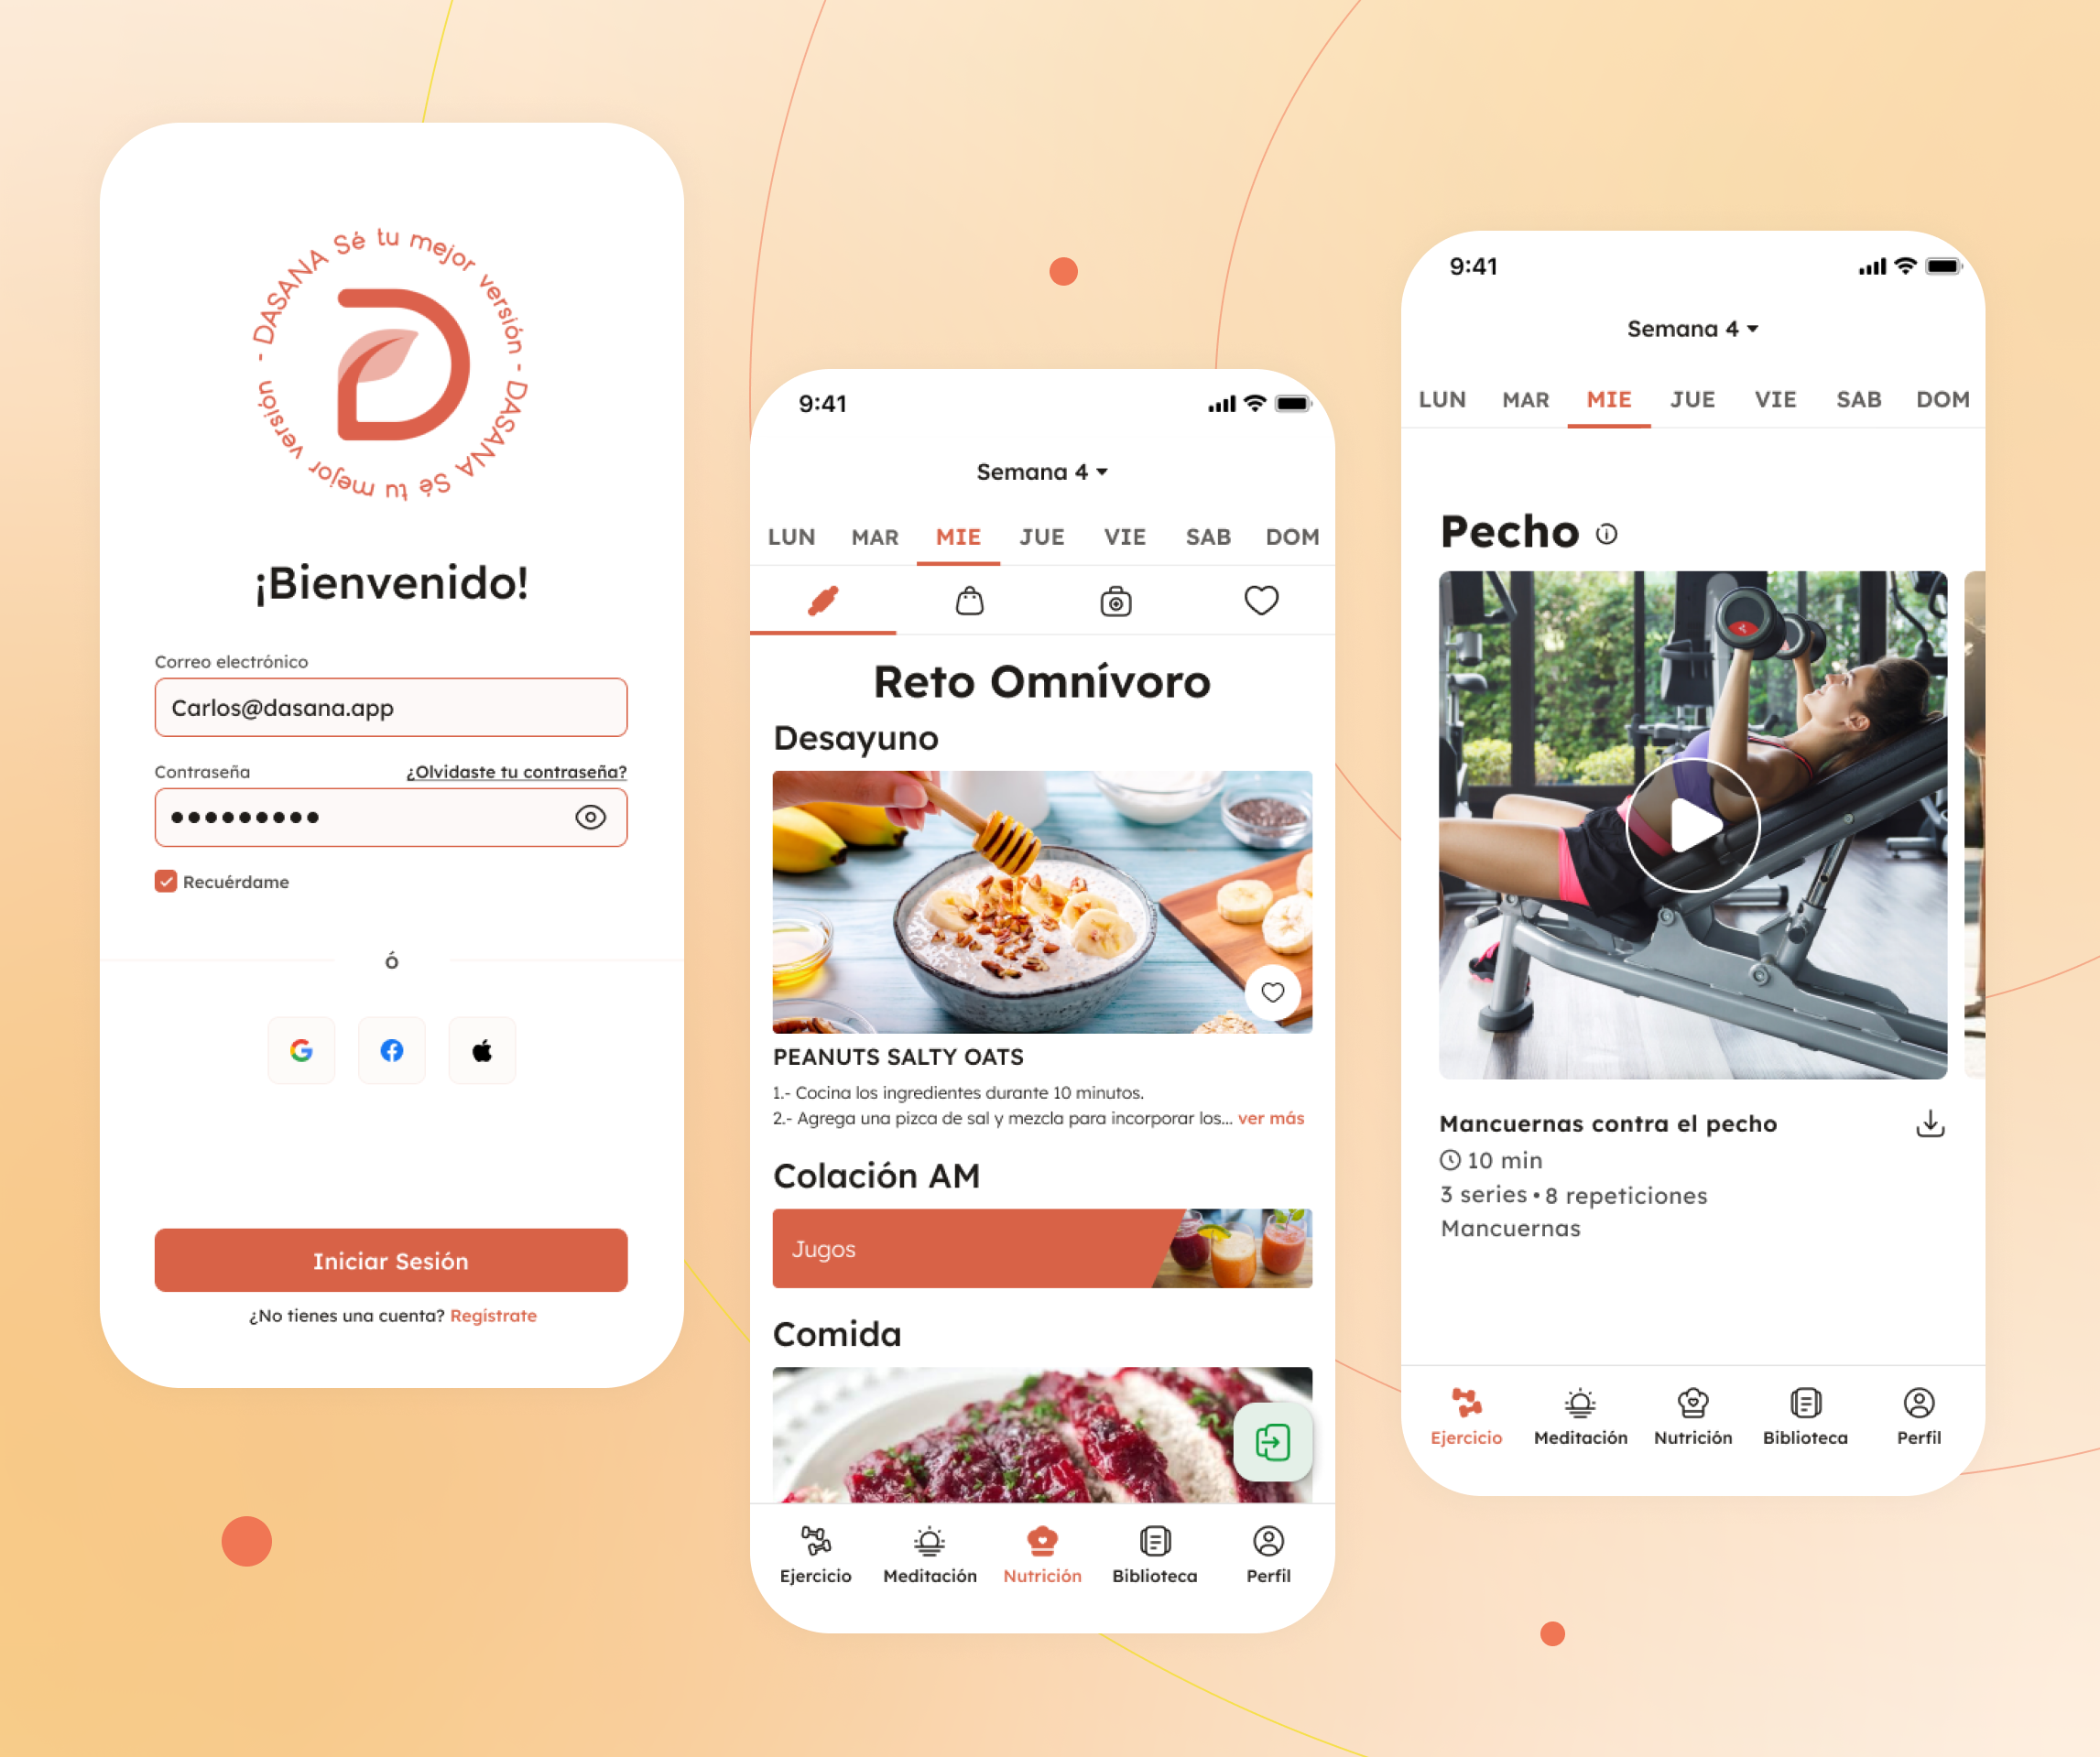 DASANA Sé tu mejor versión - DASANA Sé tu mejor versión -
¡Bienvenido!
Correo electrónico
Carlos@dasana.app
Contraseña ¿Olvidaste tu contraseña?
Recuérdame
ó
Iniciar Sesión
¿No tienes una cuenta? Regístrate
9:41
Semana 4
LUN MAR MIE JUE VIE SAB DOM
Reto Omnívoro
Desayuno
PEANUTS SALTY OATS
1.- Cocina los ingredientes durante 10 minutos.
2.- Agrega una pizca de sal y mezcla para incorporar los... ver más
Colación AM
Jugos
Comida
Ejercicio Meditación Nutrición Biblioteca Perfil
9:41
Semana 4
LUN MAR MIE JUE VIE SAB DOM
Pecho
Mancuernas contra el pecho
10 min
3 series • 8 repeticiones
Mancuernas
Ejercicio Meditación Nutrición Biblioteca Perfil